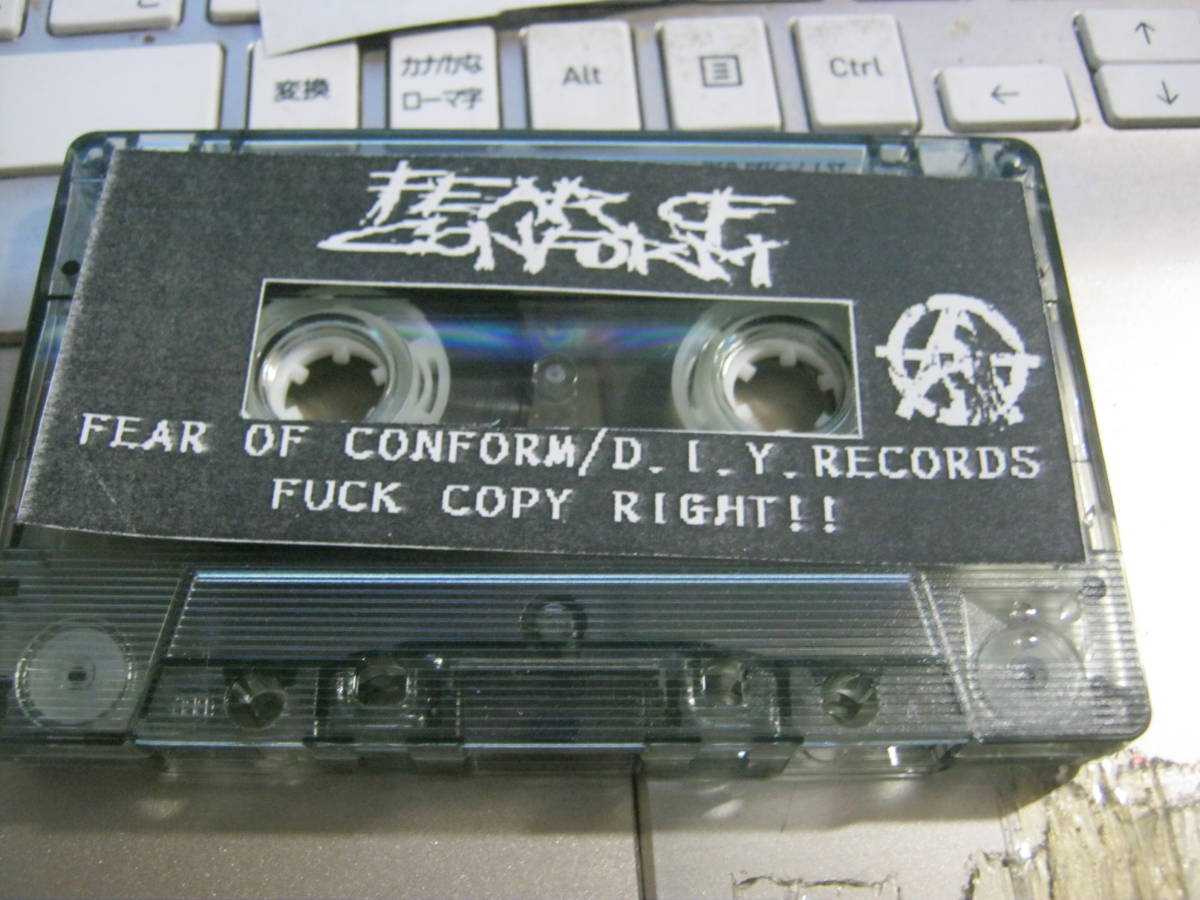 変換
カナ/かな
ローマ字
Alt
Ctrl
←
↑
↓
FEAR OF
CONFORM
FEAR OF CONFORM/D.I.Y.RECORDS
FUCK COPY RIGHT!!